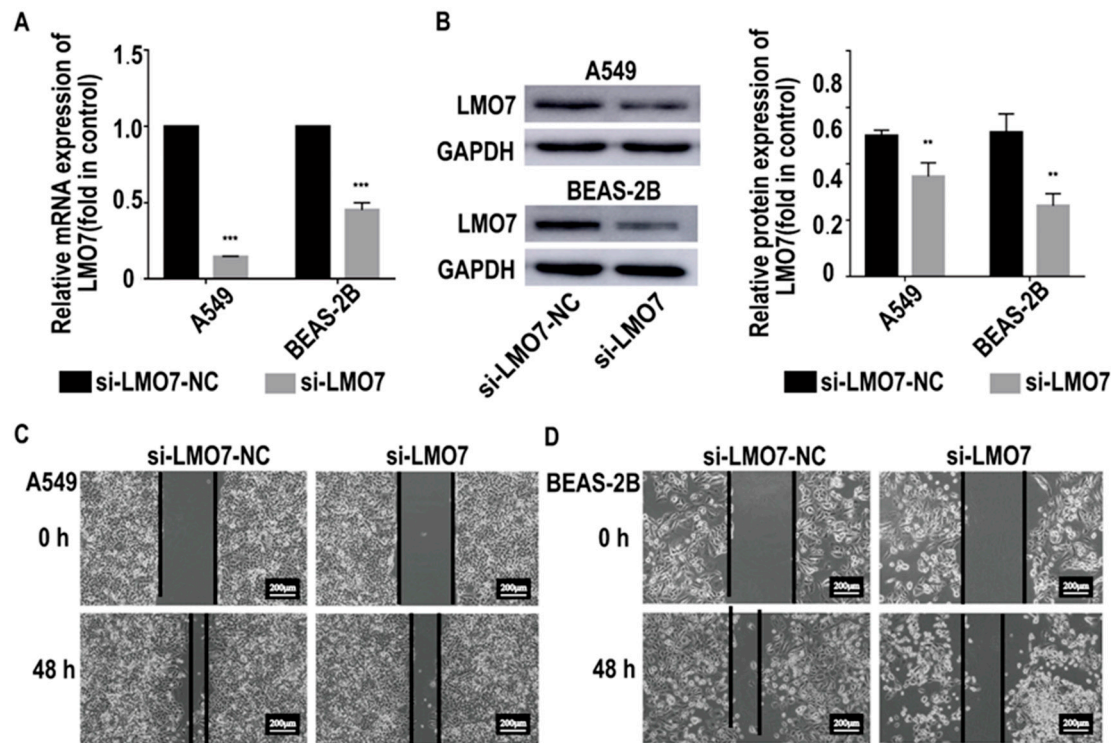 A
Relative mRNA expression of
LMO7(fold in control)
1.5
1.0
0.5
0
***
***
A549
BEAS-2B
si-LMO7-NC
si-LMO7
B
A549
LMO7
GAPDH
BEAS-2B
LMO7
GAPDH
si-LMO7-NC
si-LMO7
Relative protein expression of
LMO7(fold in control)
0.8
0.6
0.4
0.2
0
**
**
A549
BEAS-2B
si-LMO7-NC
si-LMO7
C
si-LMO7-NC
si-LMO7
A549
0 h
200μm
200μm
48 h
200μm
200μm
D
si-LMO7-NC
si-LMO7
BEAS-2B
0 h
200μm
200μm
48 h
200μm
200μm